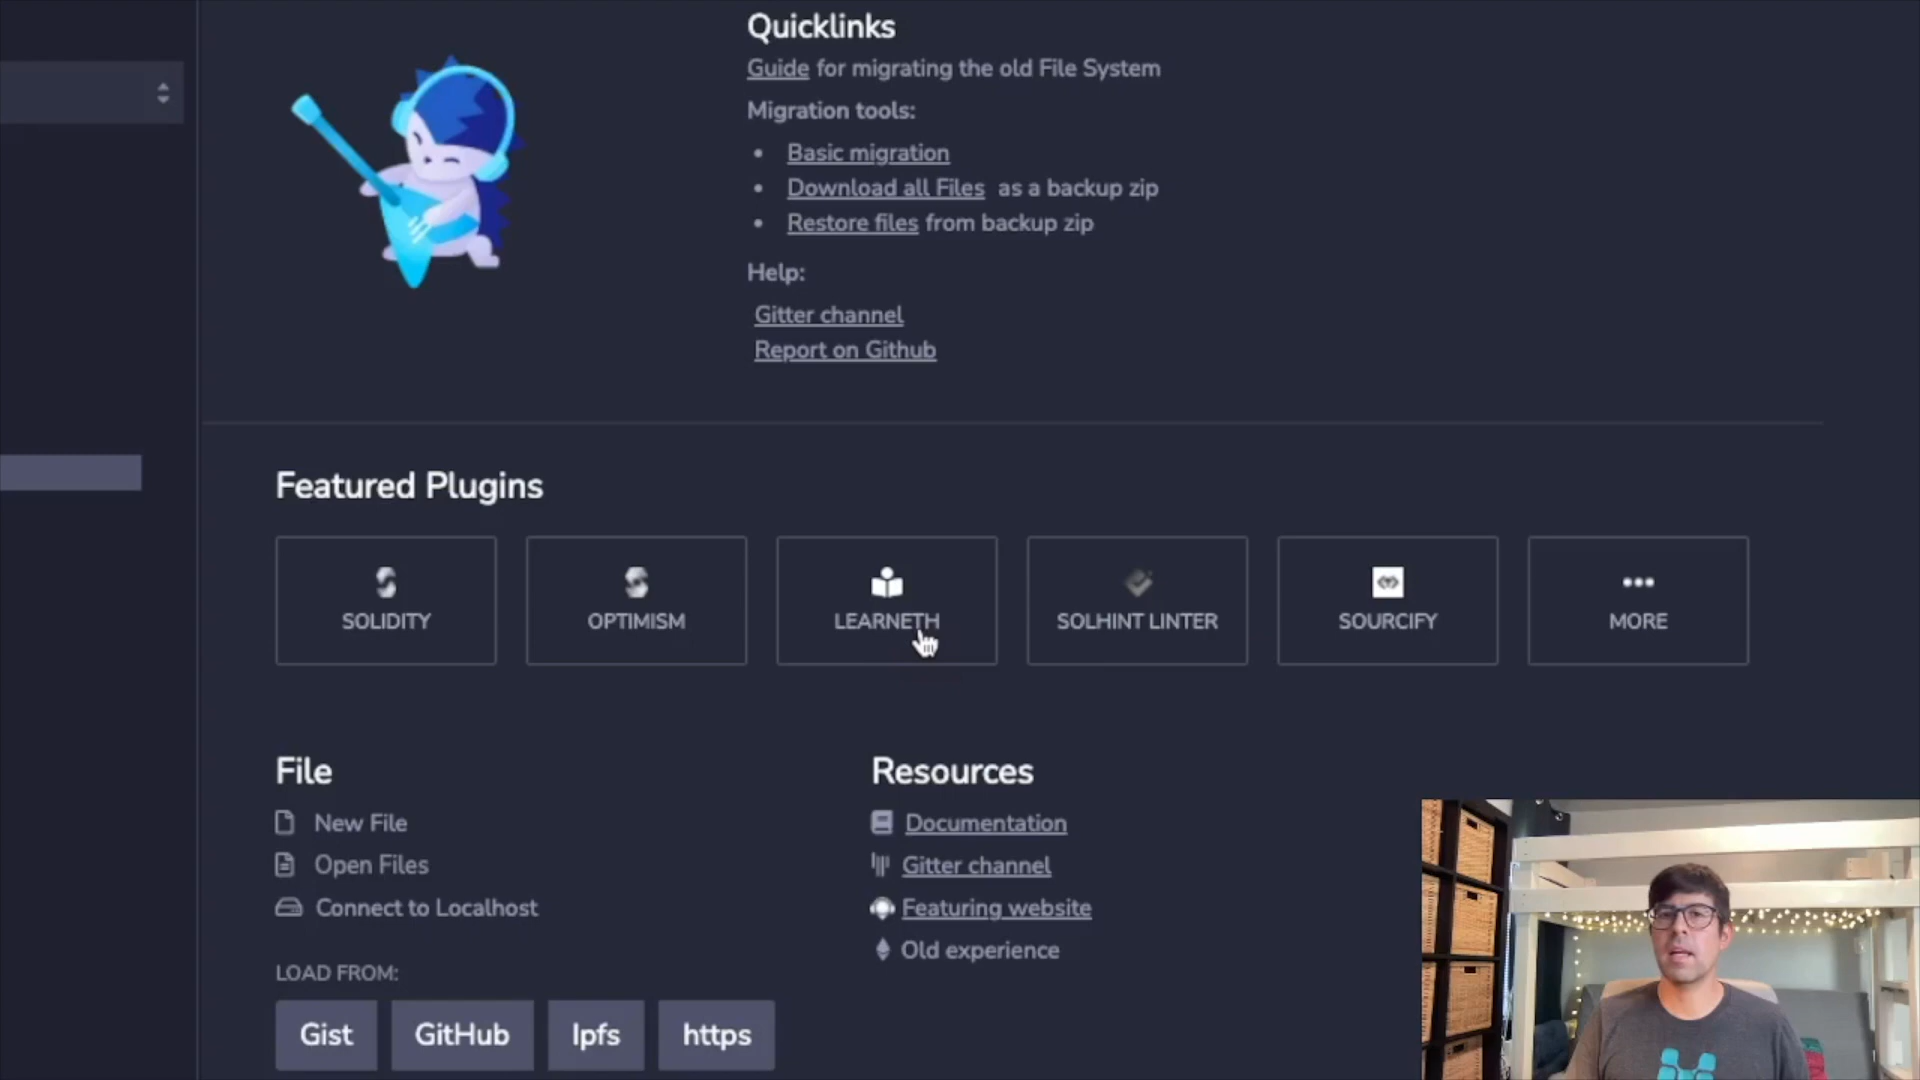 Quicklinks
Guide for migrating the old File System
Migration tools:
• Basic migration
• Download all Files as a backup zip
• Restore files from backup zip
Help:
Gitter channel
Report on Github
Featured Plugins
SOLIDITY
OPTIMISM
LEARNETH
SOLHINT LINTER
SOURCIFY
MORE
File
New File
Open Files
Connect to Localhost
LOAD FROM:
Gist
GitHub
Ipfs
https
Resources
Documentation
Gitter channel
Featuring website
Old experience